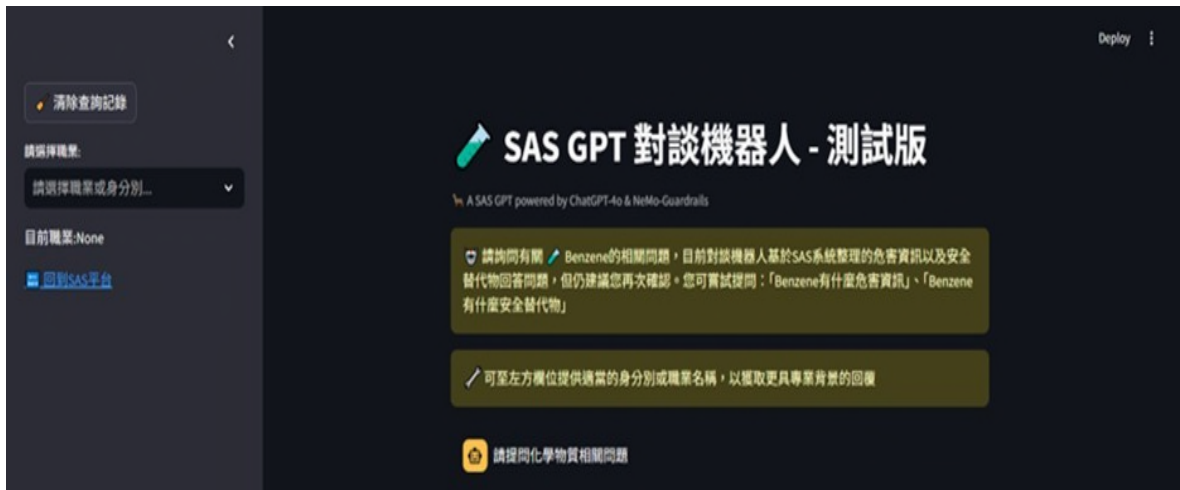 Deploy
清除查詢記錄
請選擇職業:
請選擇職業或身分別...
目前職業:None
回到SAS平台
SAS GPT 對談機器人 - 測試版
A SAS GPT powered by ChatGPT-4o & NeMo-Guardrails
請詢問有關 Benzene的相關問題，目前對談機器人基於SAS系統整理的危害資訊以及安全
替代物回答問題，但仍建議您再次確認。您可嘗試提問：「Benzene有什麼危害資訊」、「Benzene
有什麼安全替代物」
可至左方欄位提供適當的身分別或職業名稱，以獲取更具專業背景的回覆
請提問化學物質相關問題